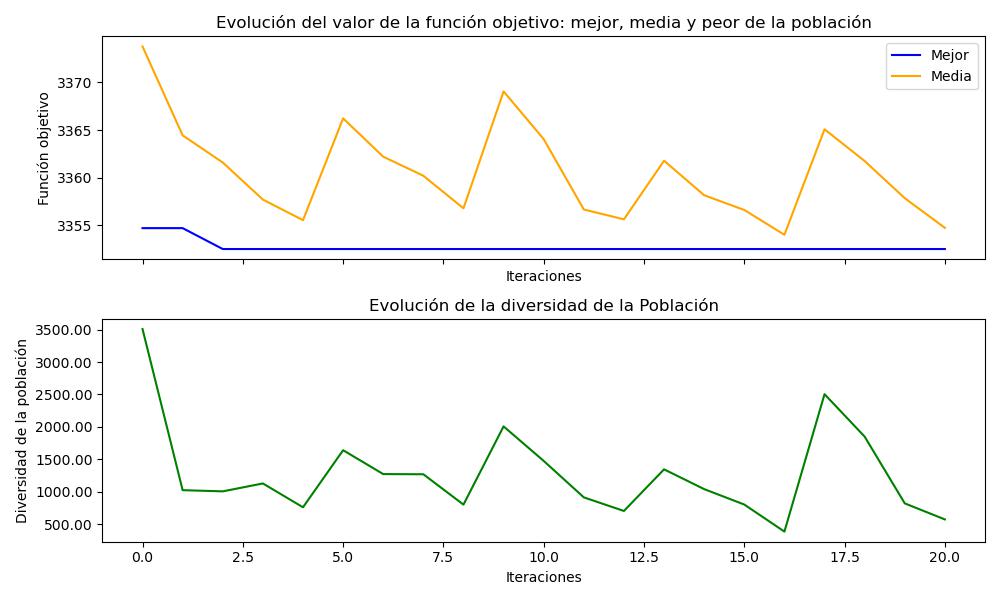 Evolución del valor de la función objetivo: mejor, media y peor de la población
Mejor
Media
3370
3365
3360
3355
Función objetivo
Iteraciones
Evolución de la diversidad de la Población
3500.00
3000.00
2500.00
2000.00
1500.00
1000.00
500.00
Diversidad de la población
0.0 2.5 5.0 7.5 10.0 12.5 15.0 17.5 20.0
Iteraciones